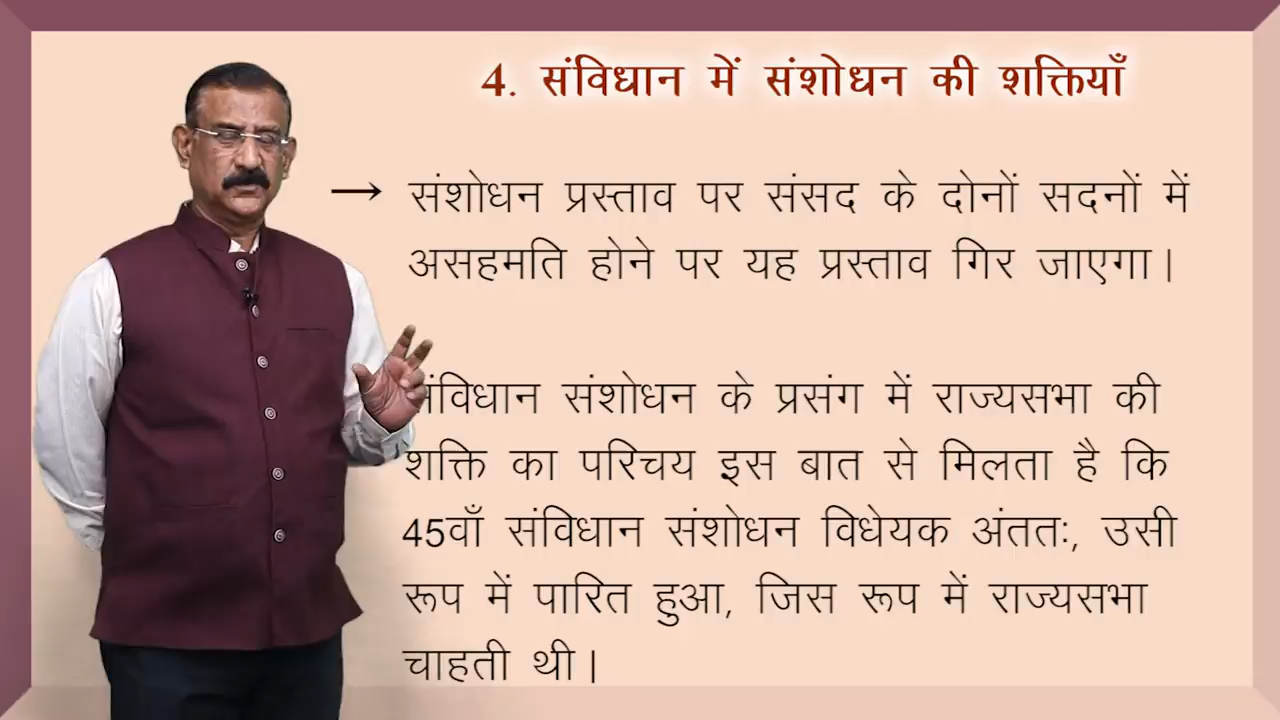 4. संविधान में संशोधन की शक्तियाँ
→ संशोधन प्रस्ताव पर संसद के दोनों सदनों में
असहमति होने पर यह प्रस्ताव गिर जाएगा।
संविधान संशोधन के प्रसंग में राज्यसभा की
शक्ति का परिचय इस बात से मिलता है कि
45वाँ संविधान संशोधन विधेयक अंततः, उसी
रूप में पारित हुआ, जिस रूप में राज्यसभा
चाहती थी।